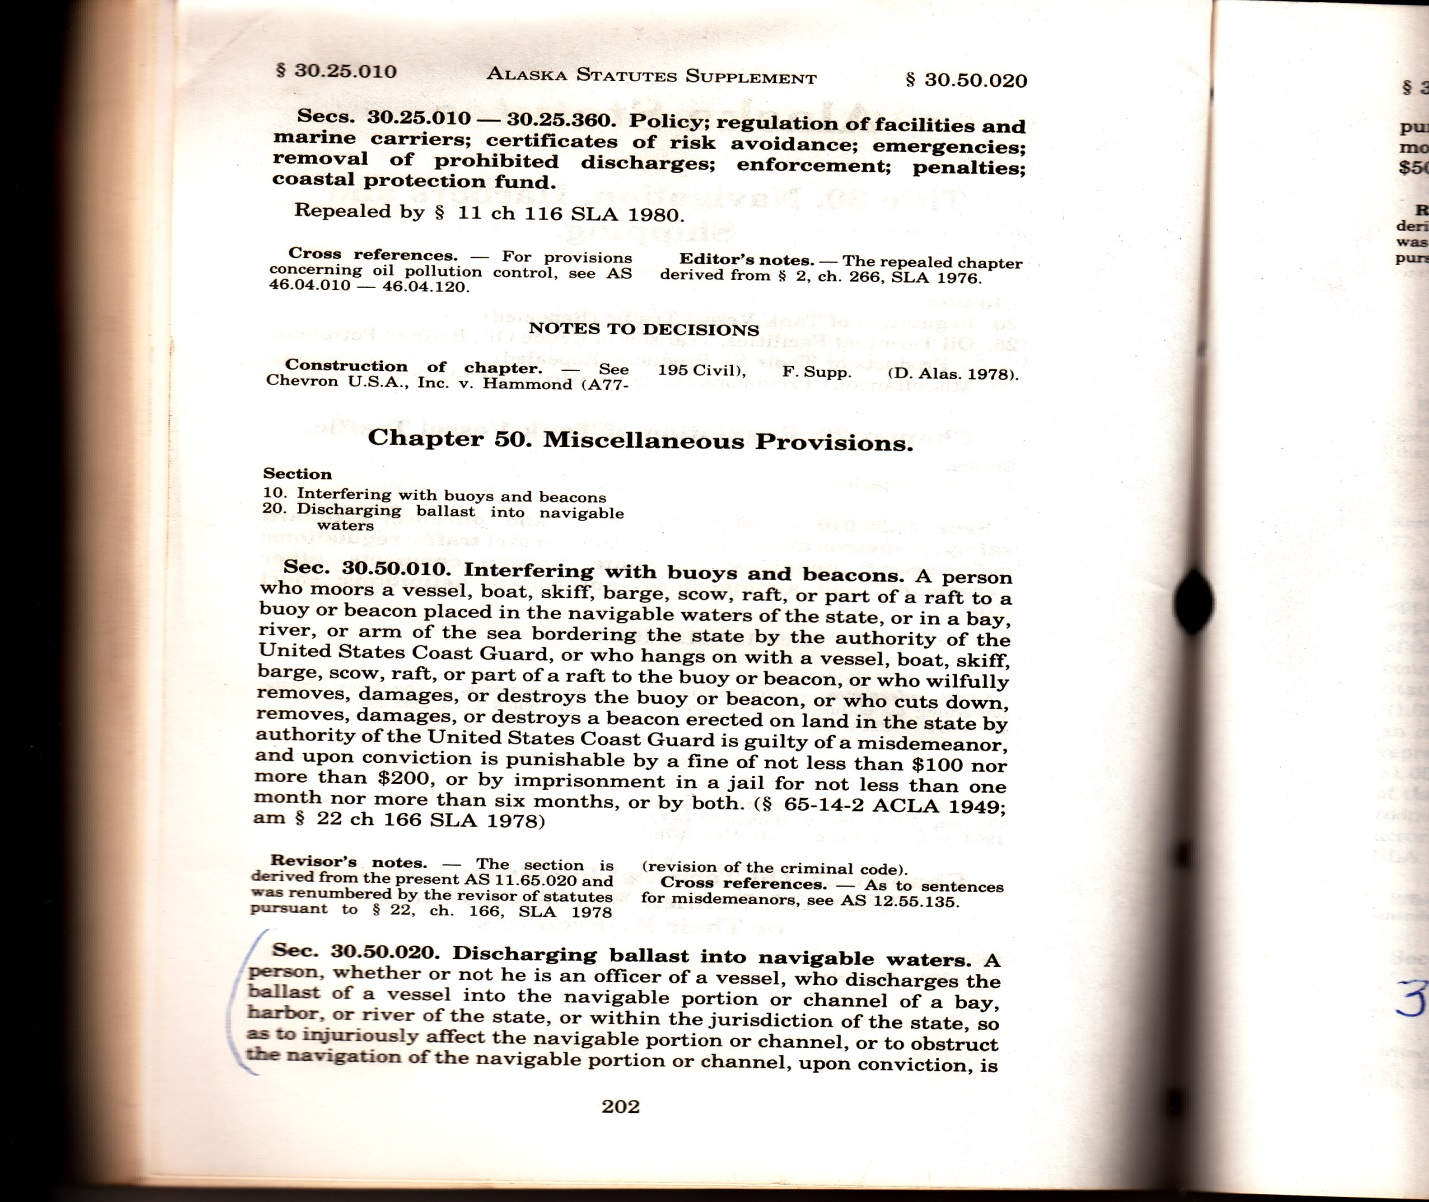 § 30.25.010 ALASKA STATUTES SUPPLEMENT § 30.50.020
Secs. 30.25.010 — 30.25.360. Policy; regulation of facilities and
marine carriers; certificates of risk avoidance; emergencies;
removal of prohibited discharges; enforcement; penalties;
coastal protection fund.
Repealed by § 11 ch 116 SLA 1980.
Cross references. — For provisions
concerning oil pollution control, see AS
46.04.010 — 46.04.120.
Editor's notes. — The repealed chapter
derived from § 2, ch. 266, SLA 1976.
NOTES TO DECISIONS
Construction of chapter. — See
Chevron U.S.A., Inc. v. Hammond (A77-
195 Civil), F. Supp. (D. Alas. 1978).
Chapter 50. Miscellaneous Provisions.
Section
10. Interfering with buoys and beacons
20. Discharging ballast into navigable
waters
Sec. 30.50.010. Interfering with buoys and beacons. A person
who moors a vessel, boat, skiff, barge, scow, raft, or part of a raft to a
buoy or beacon placed in the navigable waters of the state, or in a bay,
river, or arm of the sea bordering the state by the authority of the
United States Coast Guard, or who hangs on with a vessel, boat, skiff,
barge, scow, raft, or part of a raft to the buoy or beacon, or who wilfully
removes, damages, or destroys the buoy or beacon, or who cuts down,
removes, damages, or destroys a beacon erected on land in the state by
authority of the United States Coast Guard is guilty of a misdemeanor,
and upon conviction is punishable by a fine of not less than $100 nor
more than $200, or by imprisonment in a jail for not less than one
month nor more than six months, or by both. (§ 65-14-2 ACLA 1949;
am § 22 ch 166 SLA 1978)
Revisor's notes. — The section is
derived from the present AS 11.65.020 and
was renumbered by the revisor of statutes
pursuant to § 22, ch. 166, SLA 1978
(revision of the criminal code).
Cross references. — As to sentences
for misdemeanors, see AS 12.55.135.
Sec. 30.50.020. Discharging ballast into navigable waters. A
person, whether or not he is an officer of a vessel, who discharges the
ballast of a vessel into the navigable portion or channel of a bay,
harbor, or river of the state, or within the jurisdiction of the state, so
as to injuriously affect the navigable portion or channel, or to obstruct
the navigation of the navigable portion or channel, upon conviction, is
202
§ 3
pu
mo
$5
R
deri
was
purs
3